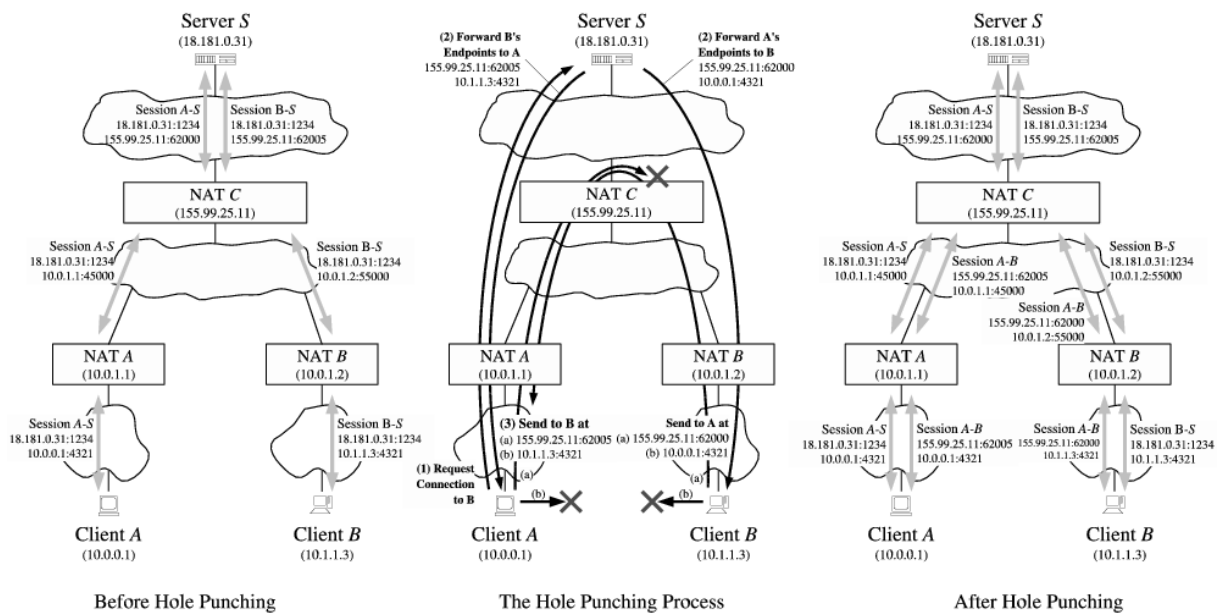 Server S
(18.181.0.31)
Session A-S
18.181.0.31:1234
155.99.25.11:62000
Session B-S
18.181.0.31:1234
155.99.25.11:62005
NAT C
(155.99.25.11)
Session A-S
18.181.0.31:1234
10.0.1.1:45000
Session B-S
18.181.0.31:1234
10.0.1.2:55000
NAT A
(10.0.1.1)
NAT B
(10.0.1.2)
Session A-S
18.181.0.31:1234
10.0.0.1:4321
Session B-S
18.181.0.31:1234
10.1.1.3:4321
Client A
(10.0.0.1)
Client B
(10.1.1.3)
Before Hole Punching
(2) Forward B's
Endpoints to A
155.99.25.11:62005
10.1.1.3:4321
Server S
(18.181.0.31)
(2) Forward A's
Endpoints to B
155.99.25.11:62000
10.0.0.1:4321
NAT C
(155.99.25.11)
NAT A
(10.0.1.1)
NAT B
(10.0.1.2)
(3) Send to B at
(a) 155.99.25.11:62005
(b) 10.1.1.3:4321
Send to A at
(a) 155.99.25.11:62000
(b) 10.0.0.1:4321
(1) Request
Connection
to B
(a)
(b)
(a)
(b)
Client A
(10.0.0.1)
Client B
(10.1.1.3)
The Hole Punching Process
Server S
(18.181.0.31)
Session A-S
18.181.0.31:1234
155.99.25.11:62000
Session B-S
18.181.0.31:1234
155.99.25.11:62005
NAT C
(155.99.25.11)
Session A-S
18.181.0.31:1234
10.0.1.1:45000
Session A-B
155.99.25.11:62005
10.0.1.1:45000
Session B-S
18.181.0.31:1234
10.0.1.2:55000
Session A-B
155.99.25.11:62000
10.0.1.2:55000
NAT A
(10.0.1.1)
NAT B
(10.0.1.2)
Session A-S
18.181.0.31:1234
10.0.0.1:4321
Session A-B
155.99.25.11:62005
10.0.0.1:4321
Session A-B
155.99.25.11:62000
10.1.1.3:4321
Session B-S
18.181.0.31:1234
10.1.1.3:4321
Client A
(10.0.0.1)
Client B
(10.1.1.3)
After Hole Punching